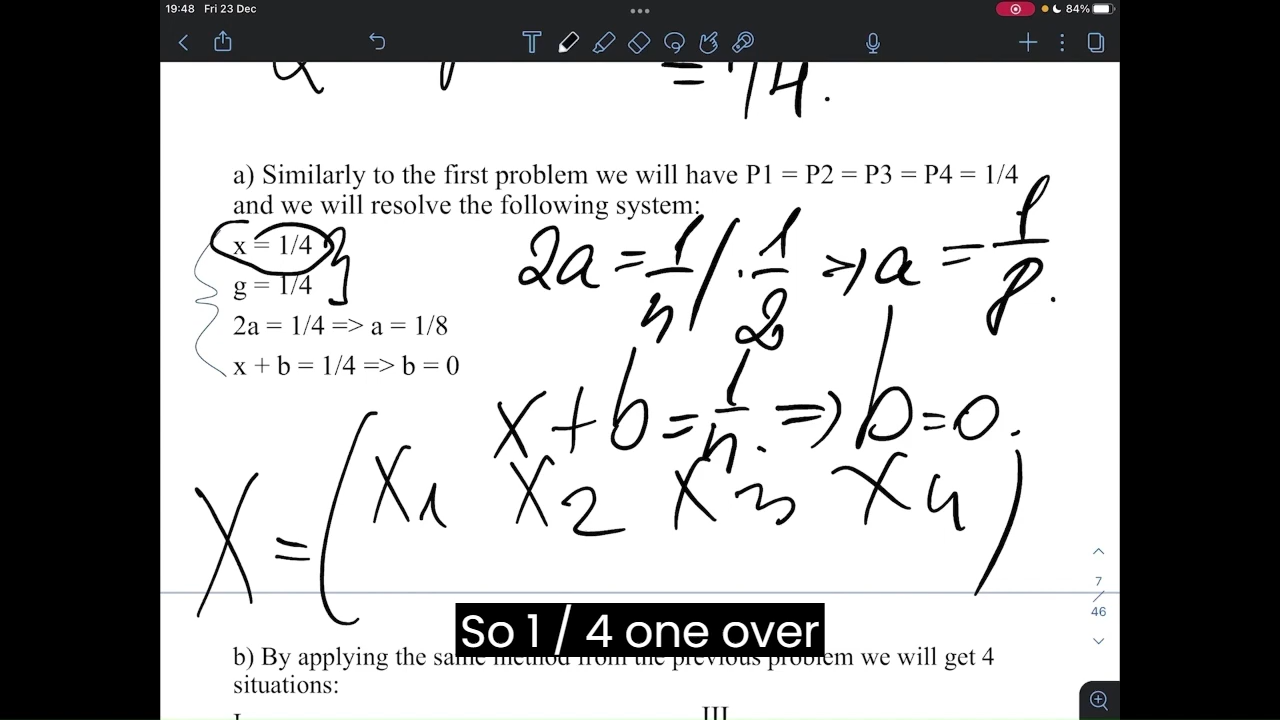 19:48 Fri 23 Dec
84%
= 1/4.
a) Similarly to the first problem we will have P1 = P2 = P3 = P4 = 1/4
and we will resolve the following system:
x = 1/4
g = 1/4
2a = 1/4 => a = 1/8
x + b = 1/4 => b = 0
2a = 1/4 / · 1/2 => a = 1/8.
x + b = 1/4. => b = 0.
X = ( X1 X2 X3 X4 )
7
46
So 1 / 4 one over
b) By applying the same method from the previous problem we will get 4
situations:
I
III